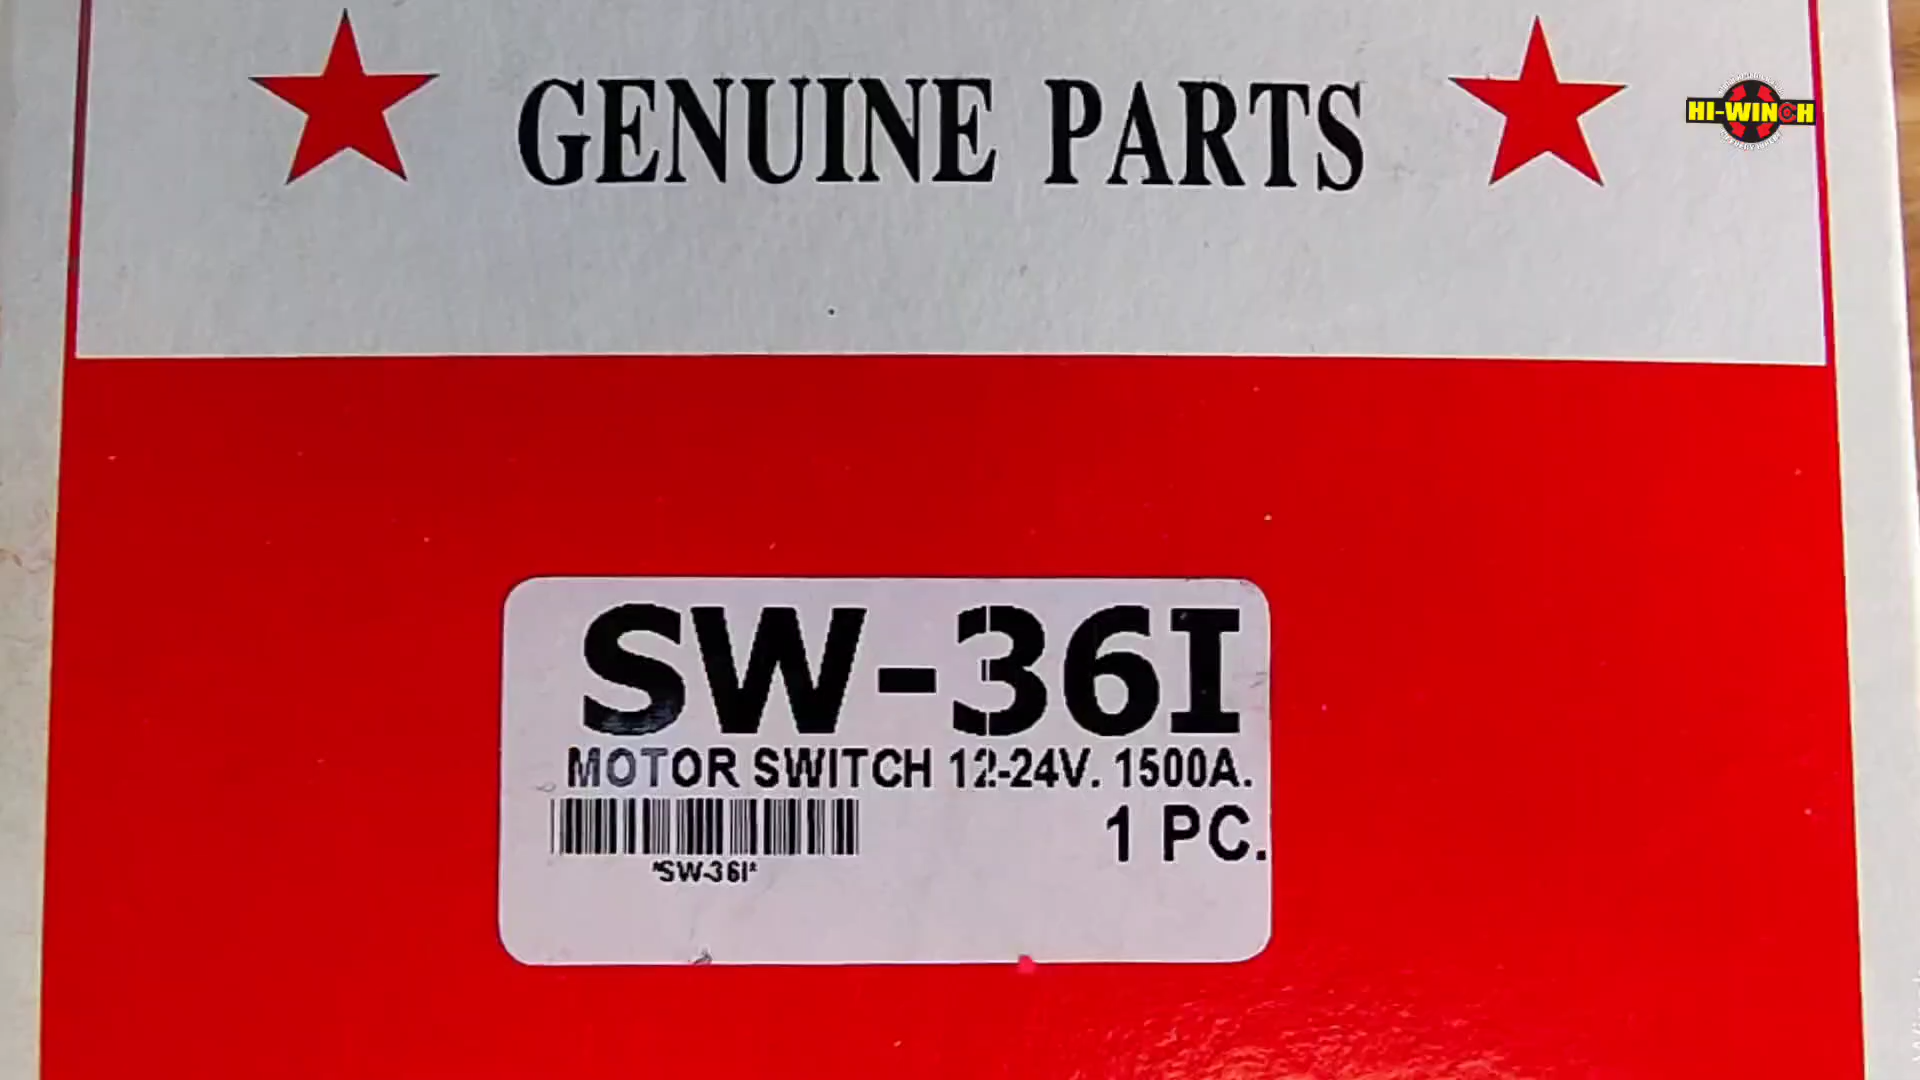 GENUINE PARTS
HI-WINCH
SW-36I
MOTOR SWITCH 12-24V. 1500A.
1 PC.
*SW-36I*